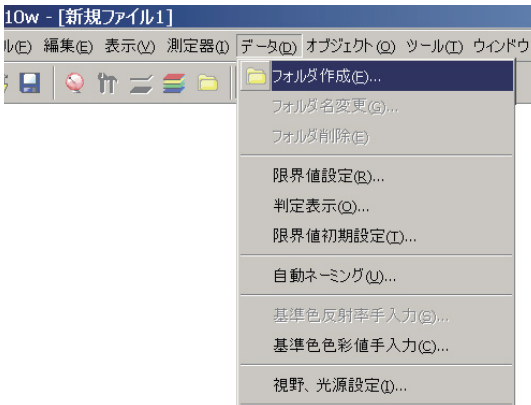 10w - [新規ファイル1]
ル(E) 編集(E) 表示(V) 測定器(I) データ(D) オブジェクト(O) ツール(T) ウィンドウ
フォルダ作成(F)...
フォルダ名変更(G)...
フォルダ削除(E)
限界値設定(R)...
判定表示(O)...
限界値初期設定(T)...
自動ネーミング(U)...
基準色反射率手入力(S)...
基準色色彩値手入力(C)...
視野、光源設定(I)...